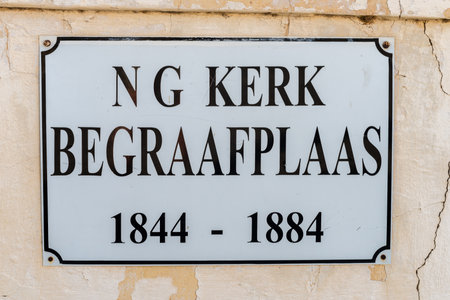 N G KERK
BEGRAAFPLAAS
1844 - 1884